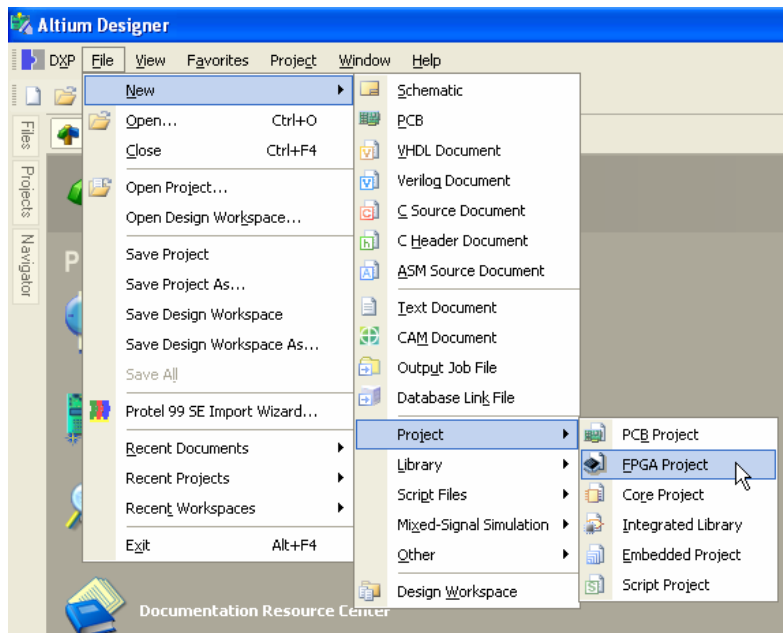 Altium Designer
DXP File View Favorites Project Window Help
Files
Projects
Navigator
New
Open... Ctrl+O
Close Ctrl+F4
Open Project...
Open Design Workspace...
Save Project
Save Project As...
Save Design Workspace
Save Design Workspace As...
Save All
Protel 99 SE Import Wizard...
Recent Documents
Recent Projects
Recent Workspaces
Exit Alt+F4
Schematic
PCB
VHDL Document
Verilog Document
C Source Document
C Header Document
ASM Source Document
Text Document
CAM Document
Output Job File
Database Link File
Project
Library
Script Files
Mixed-Signal Simulation
Other
Design Workspace
PCB Project
FPGA Project
Core Project
Integrated Library
Embedded Project
Script Project
P
Documentation Resource Center